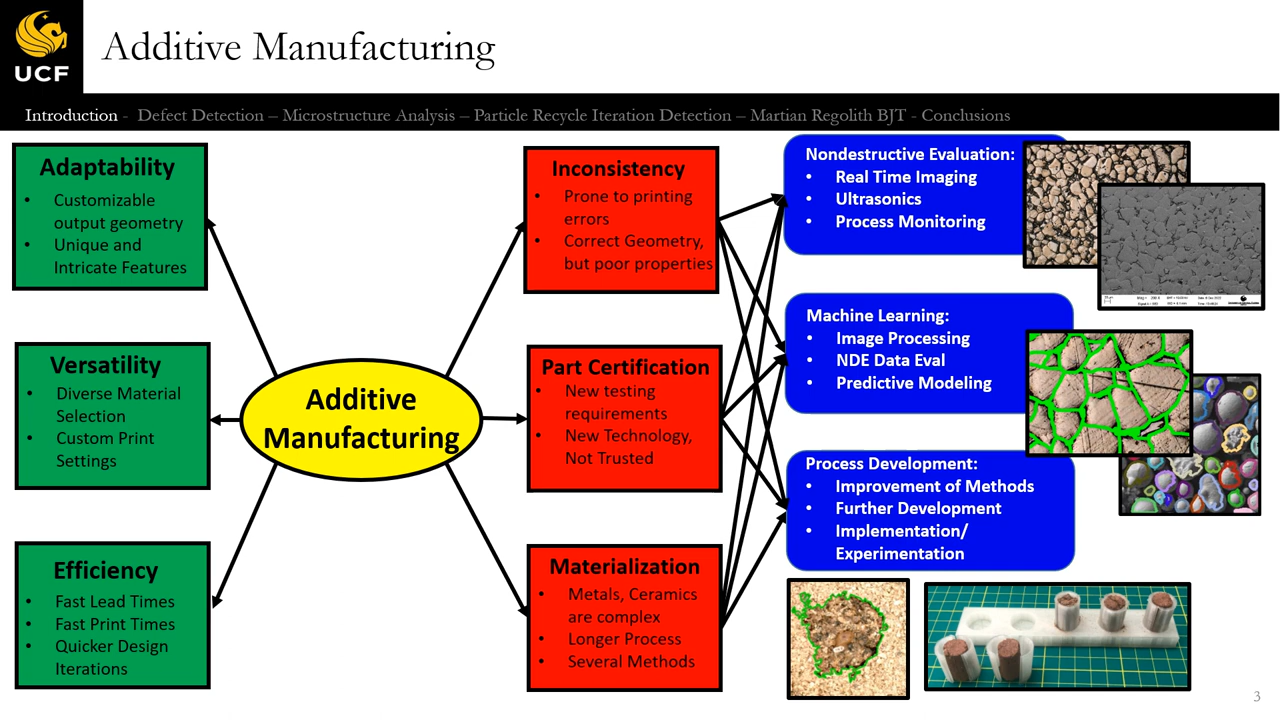 UCF
Additive Manufacturing
Introduction - Defect Detection – Microstructure Analysis – Particle Recycle Iteration Detection – Martian Regolith BJT - Conclusions
Adaptability
• Customizable
output geometry
• Unique and
Intricate Features
Versatility
• Diverse Material
Selection
• Custom Print
Settings
Efficiency
• Fast Lead Times
• Fast Print Times
• Quicker Design
Iterations
Additive
Manufacturing
Inconsistency
• Prone to printing
errors
• Correct Geometry,
but poor properties
Part Certification
• New testing
requirements
• New Technology,
Not Trusted
Materialization
• Metals, Ceramics
are complex
• Longer Process
• Several Methods
Nondestructive Evaluation:
• Real Time Imaging
• Ultrasonics
• Process Monitoring
Machine Learning:
• Image Processing
• NDE Data Eval
• Predictive Modeling
Process Development:
• Improvement of Methods
• Further Development
• Implementation/
Experimentation
3